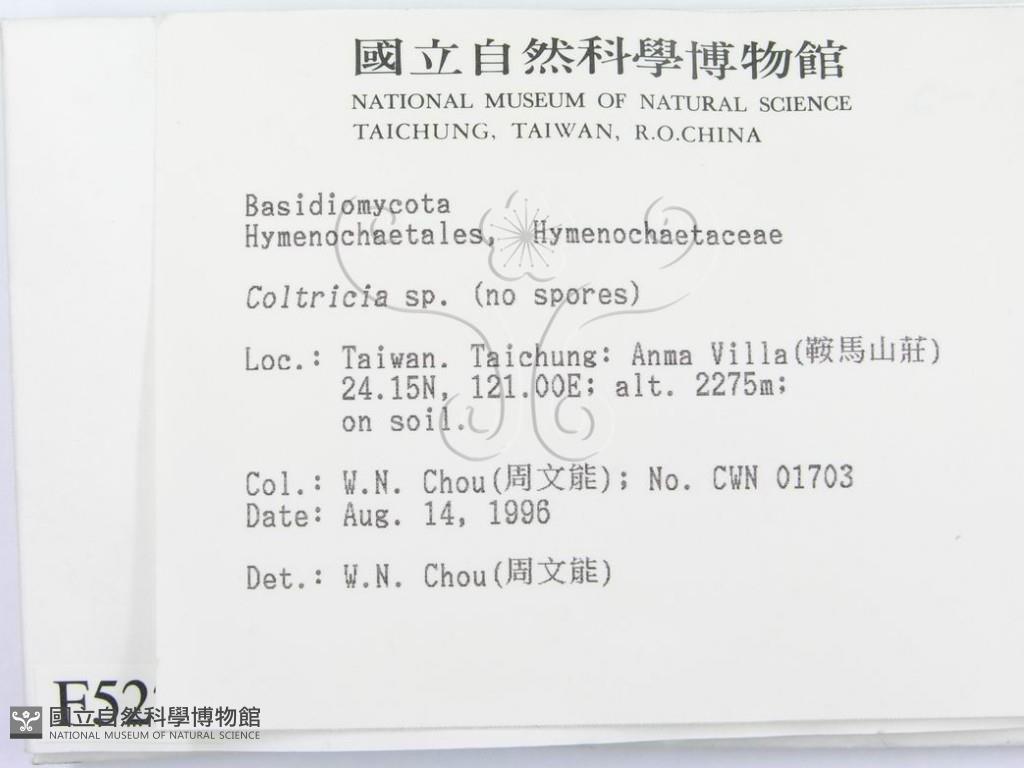 國立自然科學博物館
NATIONAL MUSEUM OF NATURAL SCIENCE
TAICHUNG, TAIWAN, R.O.CHINA
Basidiomycota
Hymenochaetales, Hymenochaetaceae
Coltricia sp. (no spores)
Loc.: Taiwan. Taichung: Anma Villa(鞍馬山莊)
24.15N, 121.00E; alt. 2275m;
on soil.
Col.: W.N. Chou(周文能); No. CWN 01703
Date: Aug. 14, 1996
Det.: W.N. Chou(周文能)
F52
國立自然科學博物館
NATIONAL MUSEUM OF NATURAL SCIENCE